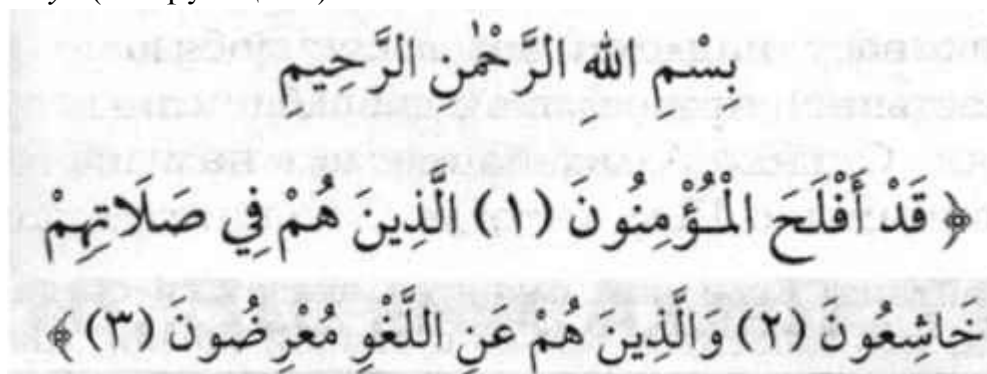 بِسْمِ اللهِ الرَّحْمٰنِ الرَّحِيمِ
﴿ قَدْ أَفْلَحَ الْمُؤْمِنُونَ (١) الَّذِينَ هُمْ فِي صَلَاتِهِمْ
خَاشِعُونَ (٢) وَالَّذِينَ هُمْ عَنِ اللَّغْوِ مُعْرِضُونَ (٣) ﴾